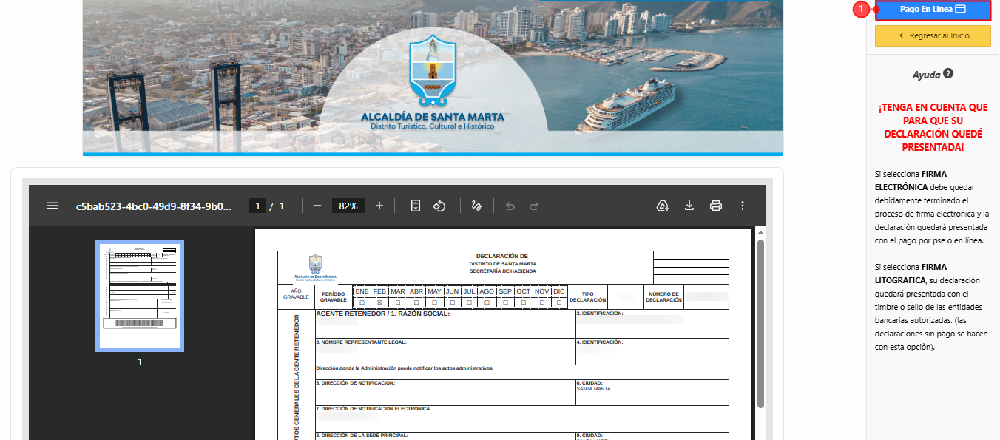 1
Pago En Linea
Regresar al Inicio
ALCALDÍA DE SANTA MARTA
Distrito Turístico, Cultural e Histórico
Ayuda
¡TENGA EN CUENTA QUE
PARA QUE SU
DECLARACIÓN QUEDÉ
PRESENTADA!
Si selecciona FIRMA
ELECTRÓNICA debe quedar
debidamente terminado el
proceso de firma electronica y la
declaraciòn quedará presentada
con el pago por pse o en línea.
Si selecciona FIRMA
LITOGRAFICA, su declaraciòn
quedará presentada con el
timbre o sello de las entidades
bancarias autorizadas. (las
declaraciones sin pago se hacen
con esta opciòn).
c5bab523-4bc0-49d9-8f34-9b0...
1 / 1
82%
1
ALCALDÍA DE SANTA MARTA
DECLARACIÓN DE
DISTRITO DE SANTA MARTA
SECRETARÍA DE HACIENDA
AÑO
GRAVABLE
PERÍODO
GRAVABLE
ENE FEB MAR ABR MAY JUN JUL AGO SEP OCT NOV DIC
TIPO
DECLARACIÓN
NÚMERO DE
DECLARACIÓN
ATOS GENERALES DEL AGENTE RETENEDOR
AGENTE RETENEDOR / 1. RAZÓN SOCIAL:
2. IDENTIFICACIÓN:
3. NOMBRE REPRESENTANTE LEGAL:
4. IDENTIFICACIÓN:
Dirección donde la Administración puede notificar los actos administrativos.
5. DIRECCIÓN DE NOTIFICACION:
6. CIUDAD:
SANTA MARTA
7. DIRECCIÓN DE NOTIFICACION ELECTRONICA
8. DIRECCIÓN DE LA SEDE PRINCIPAL:
9. CIUDAD: